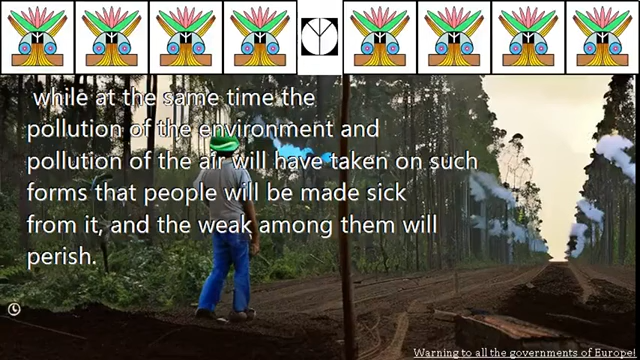 while at the same time the
pollution of the environment and
pollution of the air will have taken on such
forms that people will be made sick
from it, and the weak among them will
perish.
Warning to all the governments of Europe!